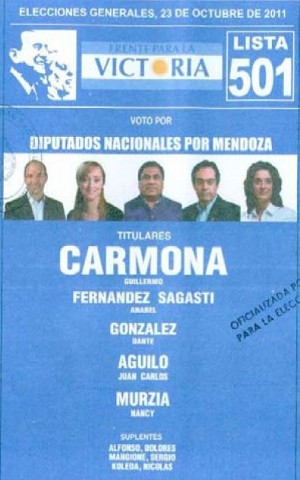 ELECCIONES GENERALES, 23 DE OCTUBRE DE 2011
FRENTE PARA LA
VICTORIA
LISTA
501
VOTO POR
DIPUTADOS NACIONALES POR MENDOZA
TITULARES
CARMONA
GUILLERMO
FERNANDEZ SAGASTI
ANABEL
GONZALEZ
DANTE
AGUILO
JUAN CARLOS
MURZIA
NANCY
OFICIALIZADA PO
PARA LA ELECC
SUPLENTES
ALFONSO, DOLORES
MANGIONE, SERGIO
KOLEDA, NICOLAS